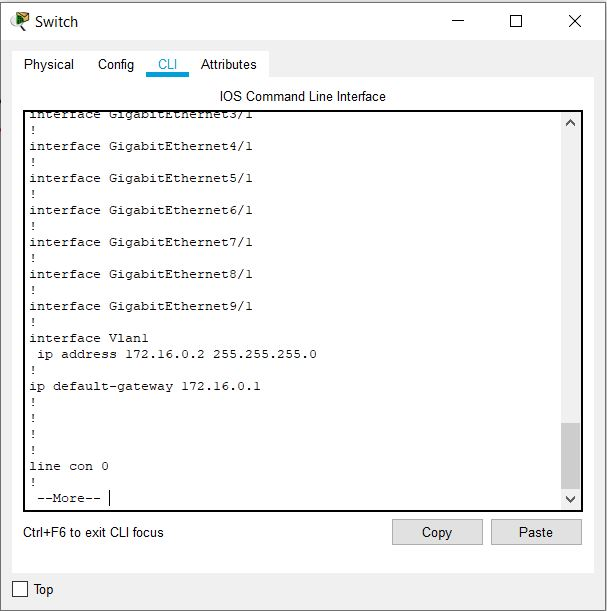 Switch
Physical Config CLI Attributes
IOS Command Line Interface
interface GigabitEthernet3/1
!
interface GigabitEthernet4/1
!
interface GigabitEthernet5/1
!
interface GigabitEthernet6/1
!
interface GigabitEthernet7/1
!
interface GigabitEthernet8/1
!
interface GigabitEthernet9/1
!
interface Vlan1
 ip address 172.16.0.2 255.255.255.0
!
ip default-gateway 172.16.0.1
!
!
!
!
line con 0
!
 --More--
Ctrl+F6 to exit CLI focus Copy Paste
Top